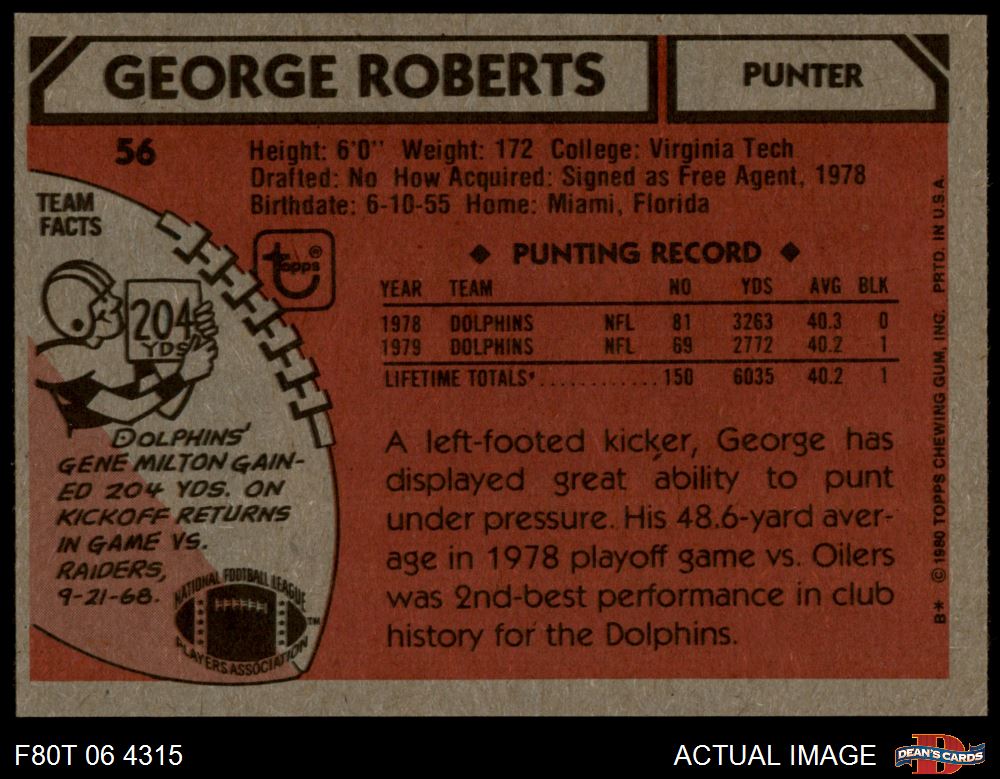 GEORGE ROBERTS PUNTER
56
Height: 6'0" Weight: 172 College: Virginia Tech
Drafted: No How Acquired: Signed as Free Agent, 1978
Birthdate: 6-10-55 Home: Miami, Florida
TEAM
FACTS
204
YDS
topps®
◆ PUNTING RECORD ◆
YEAR TEAM NO YDS AVG BLK
1978 DOLPHINS NFL 81 3263 40.3 0
1979 DOLPHINS NFL 69 2772 40.2 1
LIFETIME TOTALS*............150 6035 40.2 1
DOLPHINS'
GENE MILTON GAIN-
ED 204 YDS. ON
KICKOFF RETURNS
IN GAME VS.
RAIDERS,
9-21-68.
NATIONAL FOOTBALL LEAGUE
PLAYERS ASSOCIATION
TM
A left-footed kicker, George has
displayed great ability to punt
under pressure. His 48.6-yard aver-
age in 1978 playoff game vs. Oilers
was 2nd-best performance in club
history for the Dolphins.
B* © 1980 TOPPS CHEWING GUM, INC. PRTD. IN U.S.A.
F80T 06 4315 ACTUAL IMAGE
DEAN'S CARDS